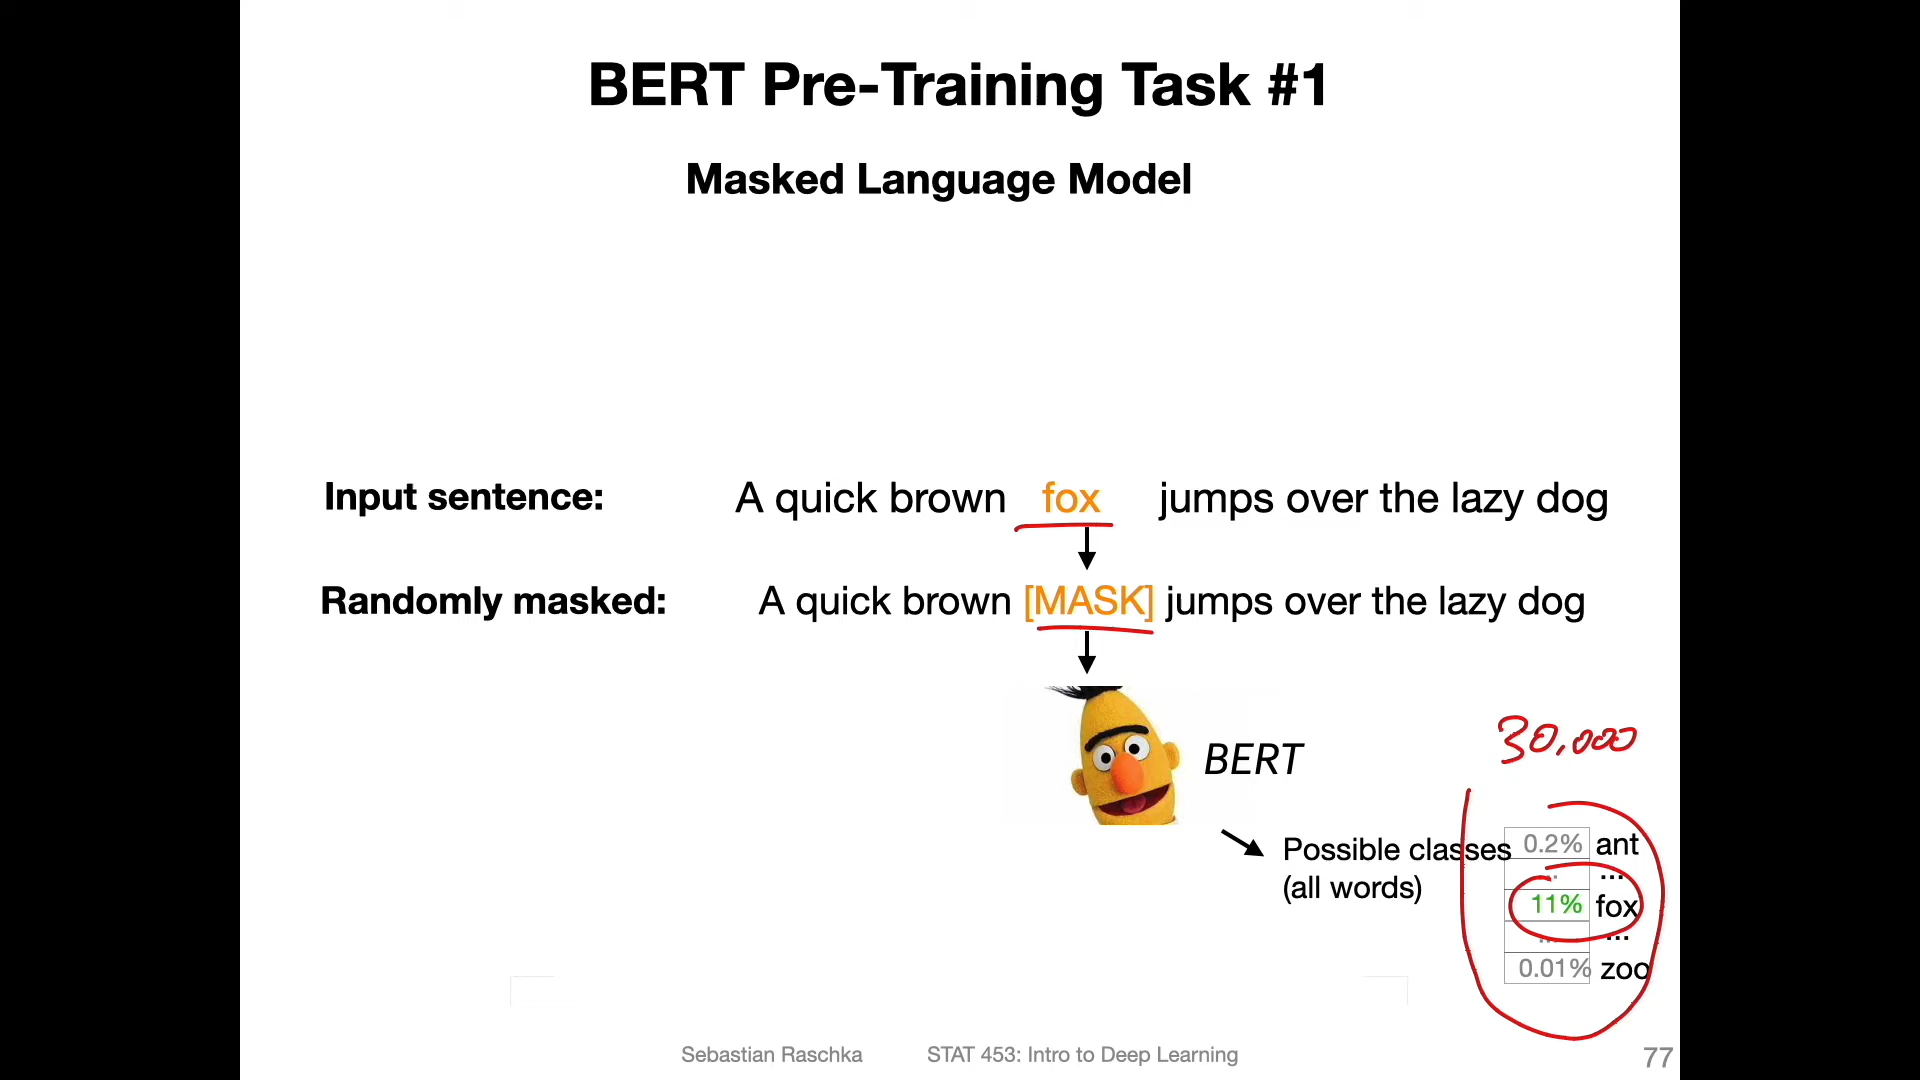 BERT Pre-Training Task #1
Masked Language Model
Input sentence: A quick brown fox jumps over the lazy dog
Randomly masked: A quick brown [MASK] jumps over the lazy dog
BERT
30,000
Possible classes
(all words)
0.2% ant
... ...
11% fox
... ...
0.01% zoo
Sebastian Raschka STAT 453: Intro to Deep Learning 77